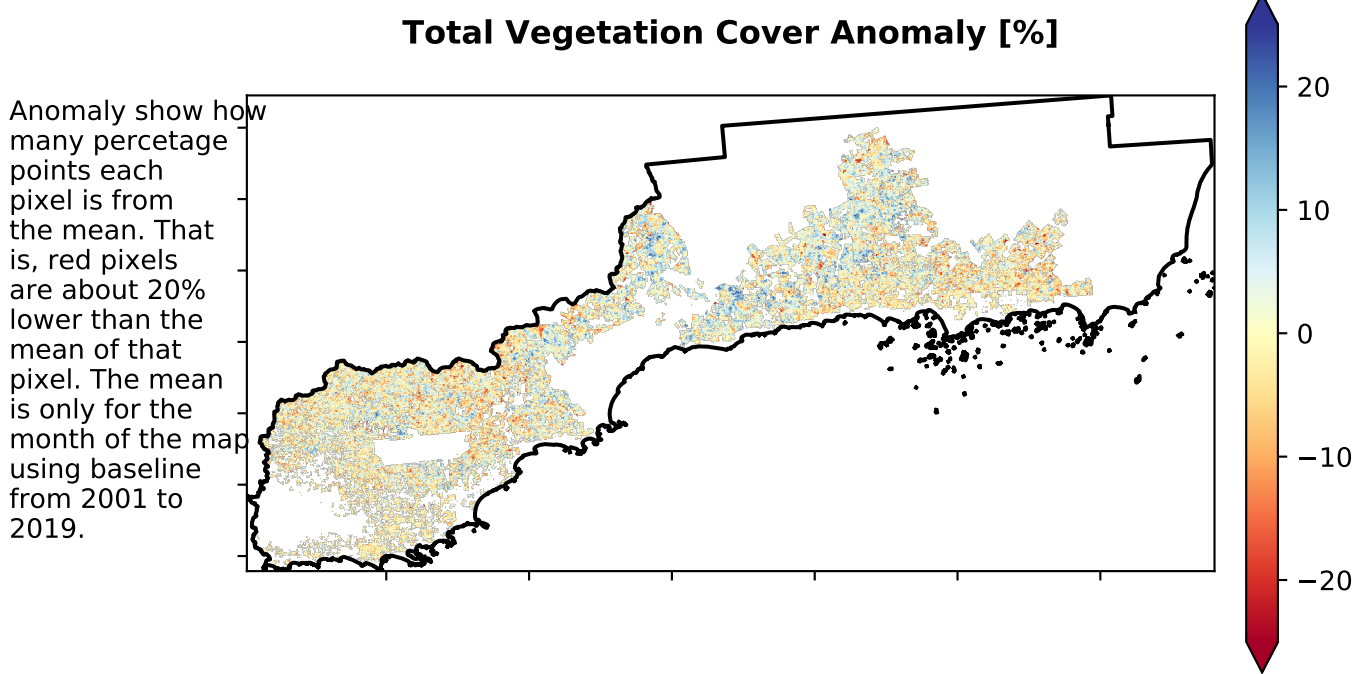 Total Vegetation Cover Anomaly [%]
Anomaly show how
many percetage
points each
pixel is from
the mean. That
is, red pixels
are about 20%
lower than the
mean of that
pixel. The mean
is only for the
month of the map
using baseline
from 2001 to
2019.
20
10
0
−10
−20